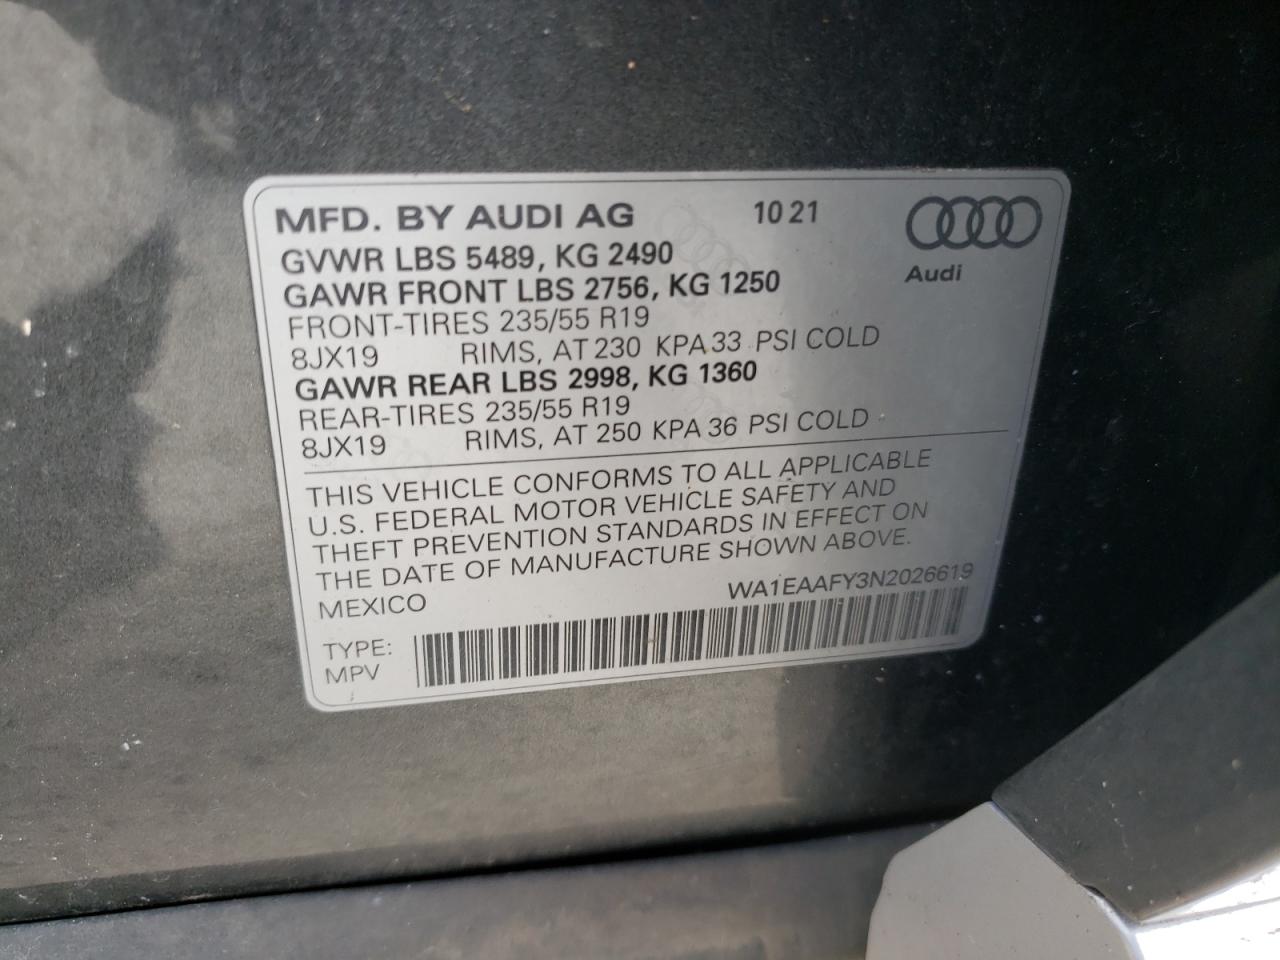 MFD. BY AUDI AG 10 21
Audi
GVWR LBS 5489, KG 2490
GAWR FRONT LBS 2756, KG 1250
FRONT-TIRES 235/55 R19
8JX19 RIMS, AT 230 KPA 33 PSI COLD
GAWR REAR LBS 2998, KG 1360
REAR-TIRES 235/55 R19
8JX19 RIMS, AT 250 KPA 36 PSI COLD
THIS VEHICLE CONFORMS TO ALL APPLICABLE
U.S. FEDERAL MOTOR VEHICLE SAFETY AND
THEFT PREVENTION STANDARDS IN EFFECT ON
THE DATE OF MANUFACTURE SHOWN ABOVE.
MEXICO WA1EAAFY3N2026619
TYPE:
MPV